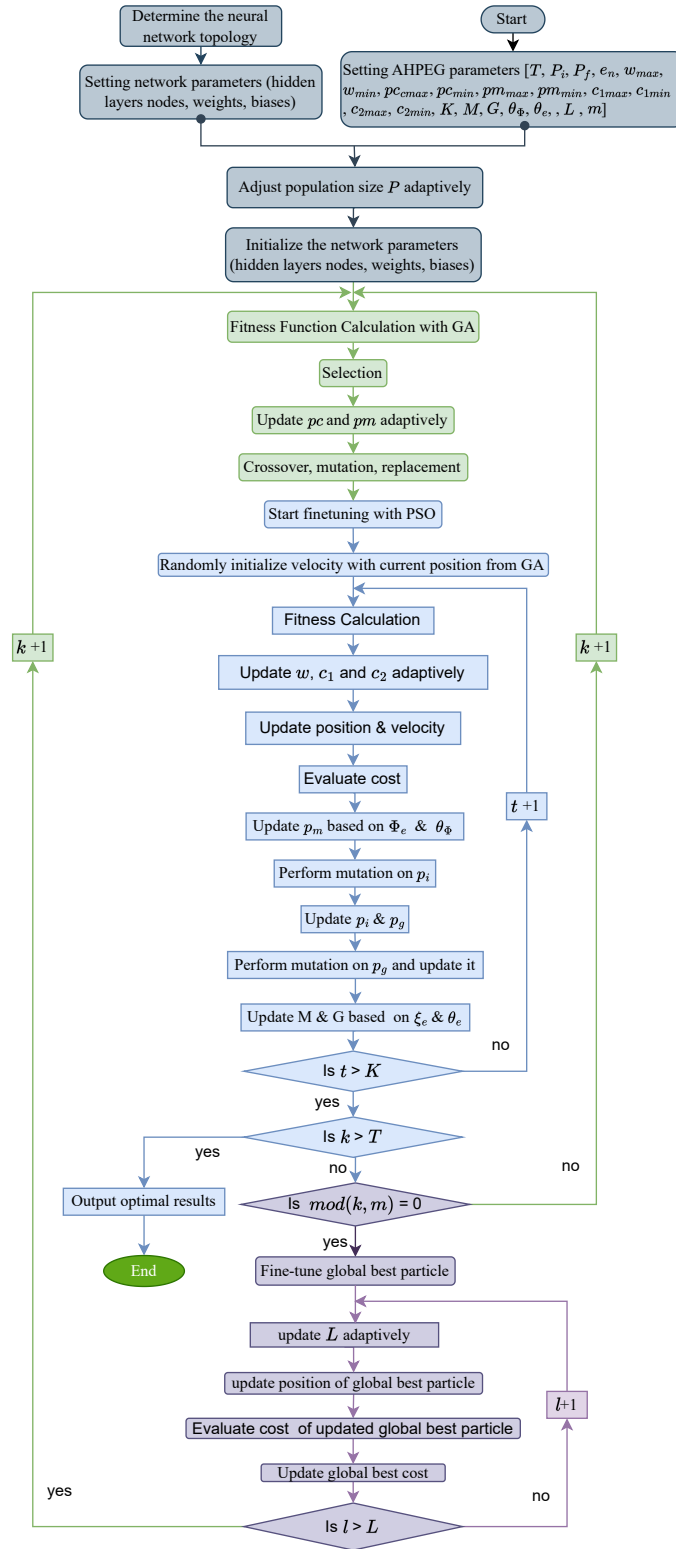 Determine the neural
network topology
Start
Setting network parameters (hidden
layers nodes, weights, biases)
Setting AHPEG parameters [T, P_i, P_f, e_n, w_max,
w_min, pc_cmax, pc_min, pm_max, pm_min, c_1max, c_1min
, c_2max, c_2min, K, M, G, θ_Φ, θ_e, , L , m]
Adjust population size P adaptively
Initialize the network parameters
(hidden layers nodes, weights, biases)
Fitness Function Calculation with GA
Selection
Update pc and pm adaptively
Crossover, mutation, replacement
Start finetuning with PSO
Randomly initialize velocity with current position from GA
Fitness Calculation
k +1
k +1
Update w, c_1 and c_2 adaptively
Update position & velocity
Evaluate cost
t +1
Update p_m based on Φ_e & θ_Φ
Perform mutation on p_i
Update p_i & p_g
Perform mutation on p_g and update it
Update M & G based on ξ_e & θ_e
no
Is t > K
yes
Is k > T
yes
no
no
Output optimal results
Is mod(k, m) = 0
yes
End
Fine-tune global best particle
update L adaptively
update position of global best particle
l+1
Evaluate cost of updated global best particle
Update global best cost
yes
no
Is l > L